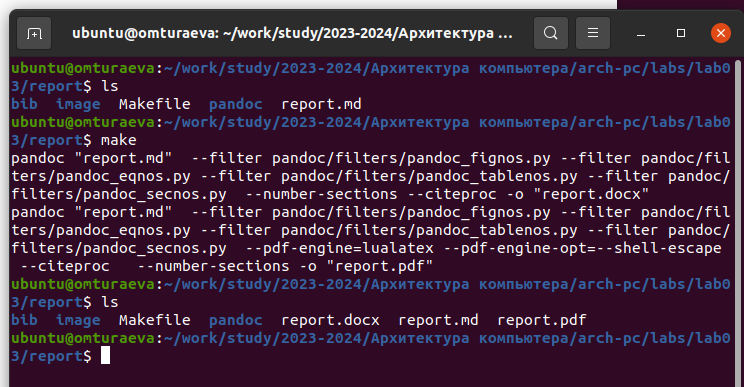 ubuntu@omturaeva: ~/work/study/2023-2024/Архитектура ...
ubuntu@omturaeva:~/work/study/2023-2024/Архитектура компьютера/arch-pc/labs/lab0
3/report$ ls
bib  image  Makefile  pandoc  report.md
ubuntu@omturaeva:~/work/study/2023-2024/Архитектура компьютера/arch-pc/labs/lab0
3/report$ make
pandoc "report.md"  --filter pandoc/filters/pandoc_fignos.py --filter pandoc/fil
ters/pandoc_eqnos.py --filter pandoc/filters/pandoc_tablenos.py --filter pandoc/
filters/pandoc_secnos.py  --number-sections --citeproc -o "report.docx"
pandoc "report.md"  --filter pandoc/filters/pandoc_fignos.py --filter pandoc/fil
ters/pandoc_eqnos.py --filter pandoc/filters/pandoc_tablenos.py --filter pandoc/
filters/pandoc_secnos.py  --pdf-engine=lualatex --pdf-engine-opt=--shell-escape
 --citeproc   --number-sections -o "report.pdf"
ubuntu@omturaeva:~/work/study/2023-2024/Архитектура компьютера/arch-pc/labs/lab0
3/report$ ls
bib  image  Makefile  pandoc  report.docx  report.md  report.pdf
ubuntu@omturaeva:~/work/study/2023-2024/Архитектура компьютера/arch-pc/labs/lab0
3/report$